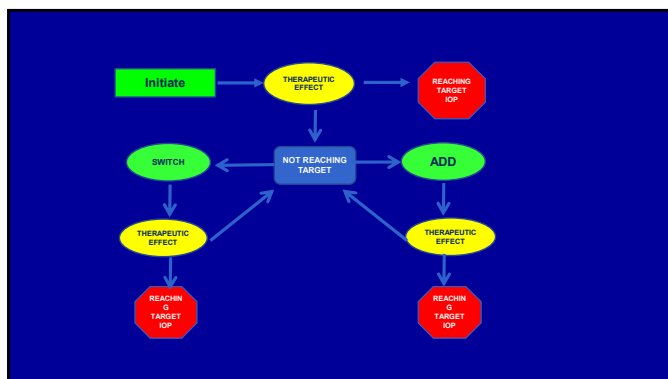 Initiate
THERAPEUTIC
EFFECT
REACHING
TARGET
IOP
SWITCH
NOT REACHING
TARGET
ADD
THERAPEUTIC
EFFECT
THERAPEUTIC
EFFECT
REACHIN
G
TARGET
IOP
REACHIN
G
TARGET
IOP